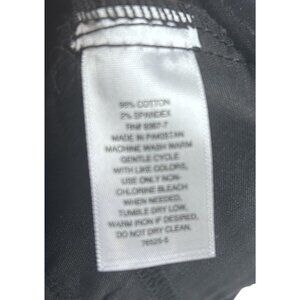 98% COTTON
2% SPANDEX
MADE IN PAKISTAN
MACHINE WASH WARM
GENTLE CYCLE
WITH LIKE COLORS,
USE ONLY NON-
CHLORINE BLEACH
WHEN NEEDED,
TUMBLE DRY LOW,
WARM IRON IF DESIRED,
DO NOT DRY CLEAN.